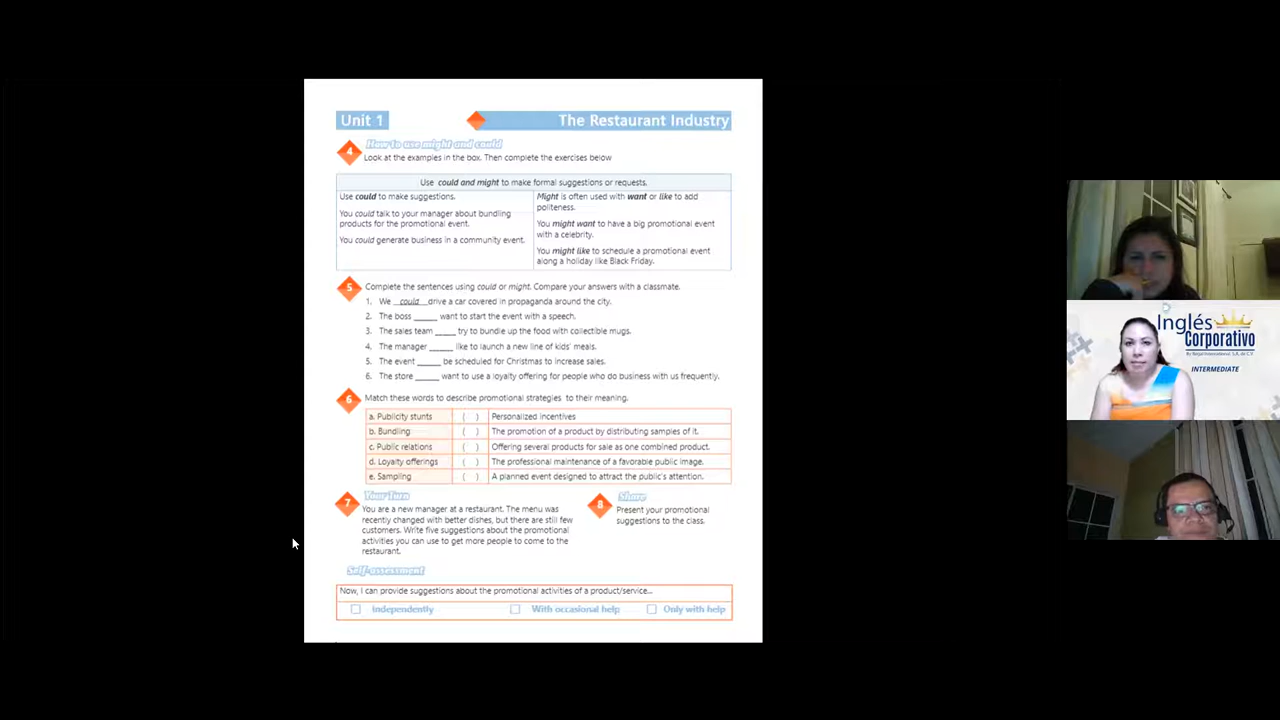 Unit 1
The Restaurant Industry
4
How to use might and could
Look at the examples in the box. Then complete the exercises below
Use could and might to make formal suggestions or requests.
Use could to make suggestions.
You could talk to your manager about bundling
products for the promotional event.
You could generate business in a community event.
Might is often used with want or like to add
politeness.
You might want to have a big promotional event
with a celebrity.
You might like to schedule a promotional event
along a holiday like Black Friday.
5
Complete the sentences using could or might. Compare your answers with a classmate.
1. We __could__drive a car covered in propaganda around the city.
2. The boss _____ want to start the event with a speech.
3. The sales team _____ try to bundle up the food with collectible mugs.
4. The manager _____ like to launch a new line of kids' meals.
5. The event _____ be scheduled for Christmas to increase sales.
6. The store _____ want to use a loyalty offering for people who do business with us frequently.
6
Match these words to describe promotional strategies to their meaning.
a. Publicity stunts ( ) Personalized incentives
b. Bundling ( ) The promotion of a product by distributing samples of it.
c. Public relations ( ) Offering several products for sale as one combined product.
d. Loyalty offerings ( ) The professional maintenance of a favorable public image.
e. Sampling ( ) A planned event designed to attract the public's attention.
7
Your Turn
You are a new manager at a restaurant. The menu was
recently changed with better dishes, but there are still few
customers. Write five suggestions about the promotional
activities you can use to get more people to come to the
restaurant.
8
Share
Present your promotional
suggestions to the class.
Self-assessment
Now, I can provide suggestions about the promotional activities of a product/service...
Independently
With occasional help
Only with help
Inglés
Corporativo
By Regal International, S.A. de C.V.
INTERMEDIATE